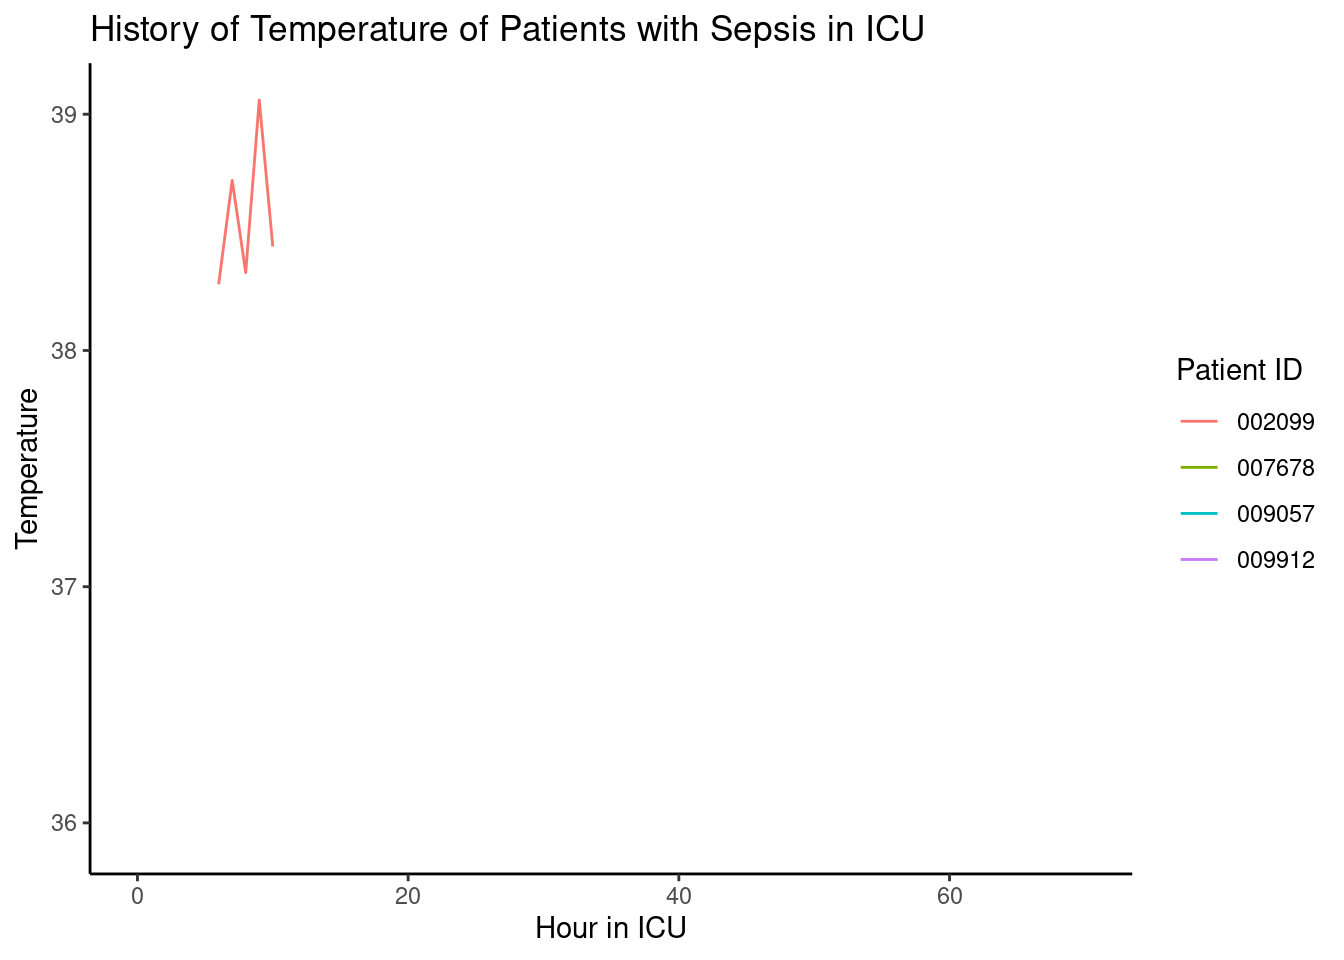 History of Temperature of Patients with Sepsis in ICU
39
38
37
36
Temperature
0 20 40 60
Hour in ICU
Patient ID
002099
007678
009057
009912